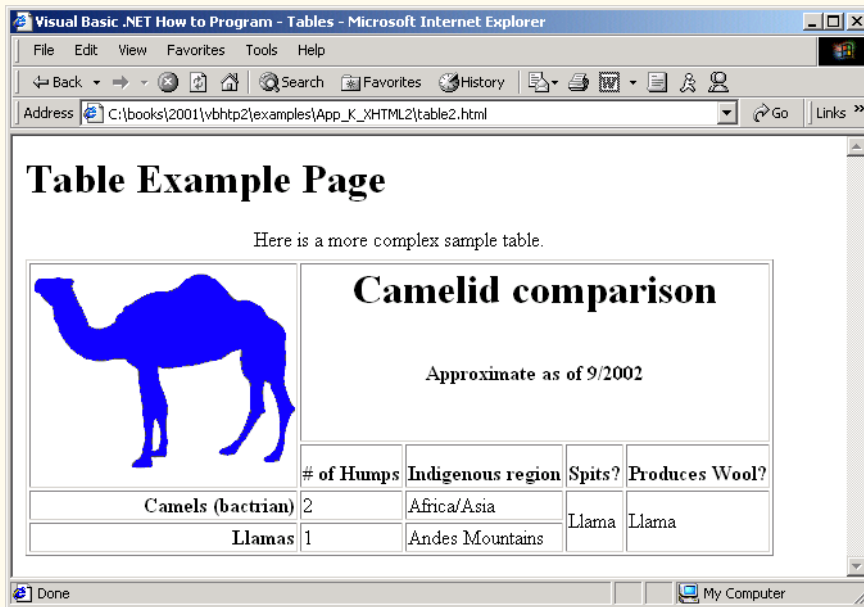 Visual Basic .NET How to Program - Tables - Microsoft Internet Explorer
File Edit View Favorites Tools Help
Back Search Favorites History
Address C:\books\2001\vbhtp2\examples\App_K_XHTML2\table2.html Go Links »
Table Example Page
Here is a more complex sample table.
Camelid comparison
Approximate as of 9/2002
# of Humps Indigenous region Spits? Produces Wool?
Camels (bactrian) 2 Africa/Asia Llama Llama
Llamas 1 Andes Mountains
Done My Computer